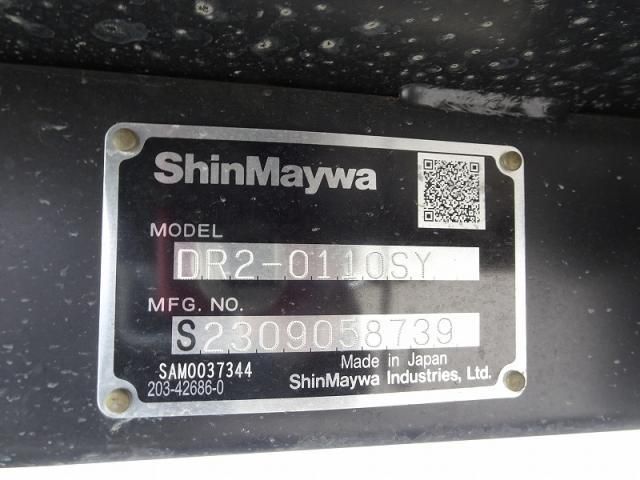 ShinMaywa
MODEL
DR2-0110SY
MFG. NO.
S2309058739
SAM0037344
Made in Japan
203-42686-0
ShinMaywa Industries, Ltd.